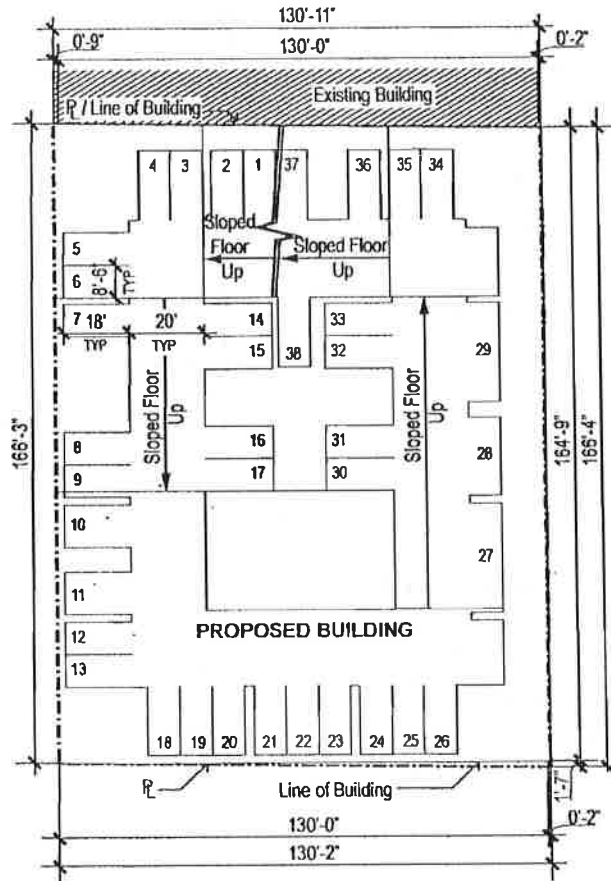 130'-11"
0'-9"
130'-0"
0'-2"
Existing Building
PL / Line of Building
4 3 2 1 37 36 35 34
Sloped
Floor
Up
Sloped Floor
Up
5
6
8'-6"
TYP
7
18'
TYP
20'
TYP
14
15
38
33
32
29
Sloped Floor
Up
Sloped Floor
Up
8
9
16
17
31
30
28
10
27
11
12
13
PROPOSED BUILDING
18 19 20 21 22 23 24 25 26
166'-3"
164'-9"
166'-4"
PL
Line of Building
1'-7"
130'-0"
0'-2"
130'-2"